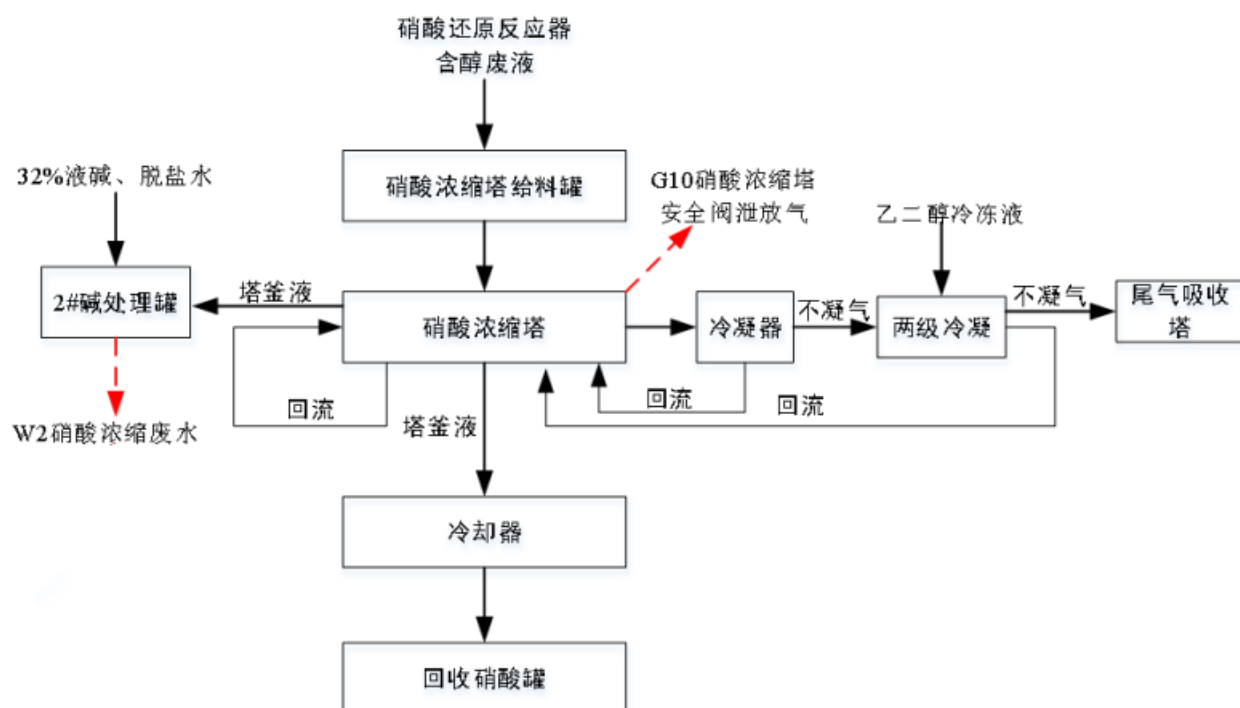 硝酸还原反应器
含醇废液
32%液碱、脱盐水
硝酸浓缩塔给料罐
G10硝酸浓缩塔
安全阀泄放气
乙二醇冷冻液
2#碱处理罐
塔釜液
硝酸浓缩塔
冷凝器
不凝气
两级冷凝
不凝气
尾气吸收
塔
回流
塔釜液
回流
回流
W2硝酸浓缩废水
冷却器
回收硝酸罐